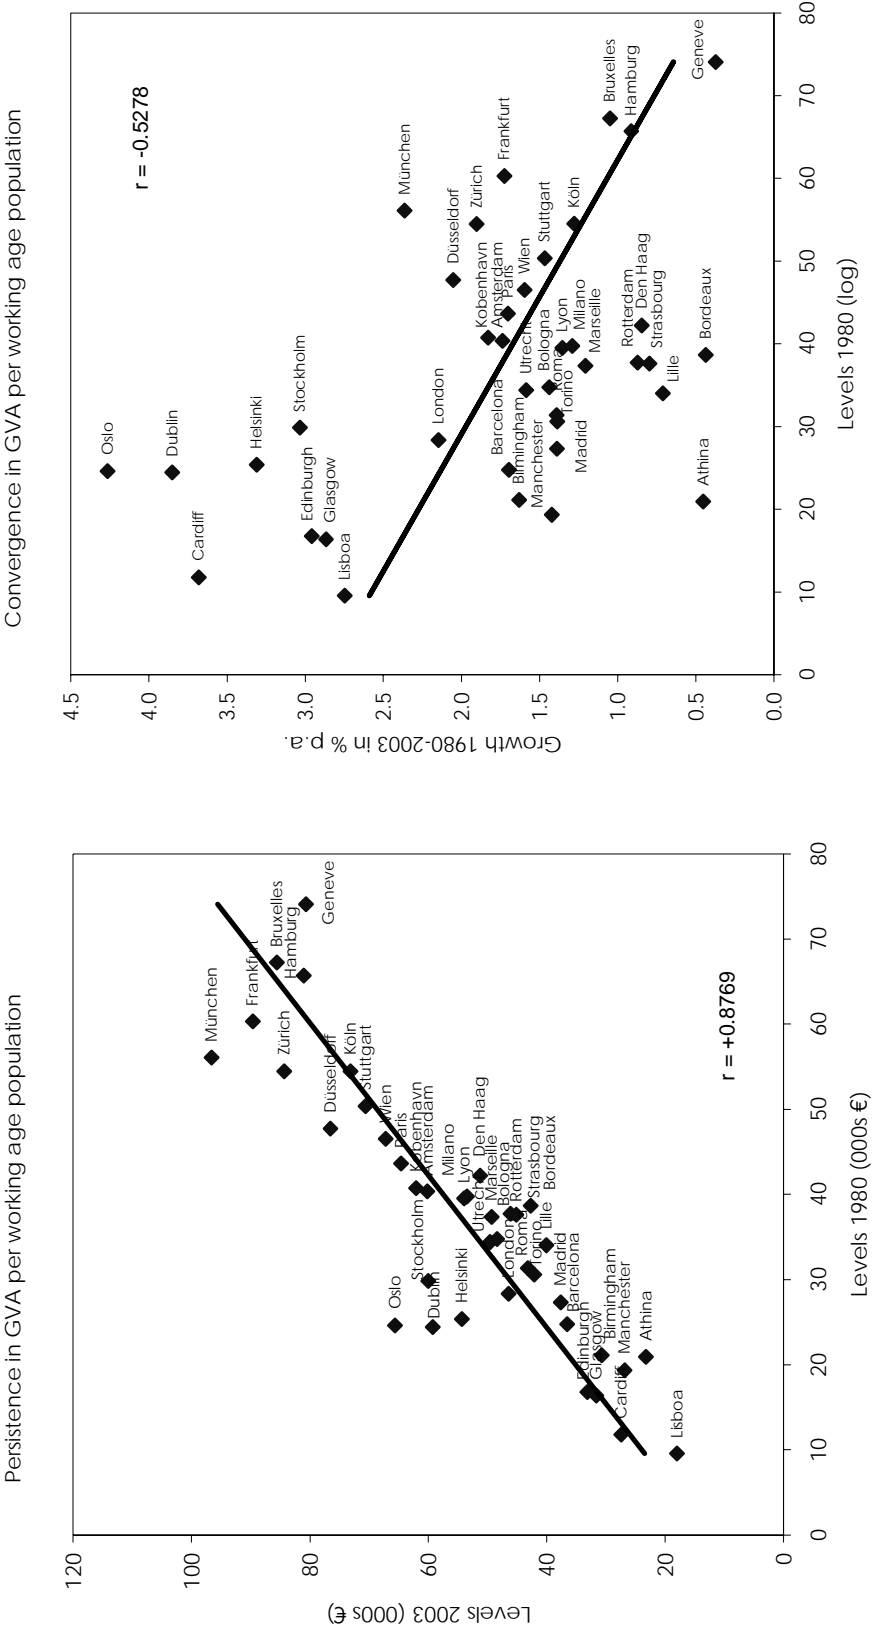 Persistence in GVA per working age population
120
100
80
60
40
20
0
Levels 2003 (000s €)
München
Frankfurt
Bruxelles
Hamburg
Geneve
Zürich
Düsseldorf
Köln
Stuttgart
Wien
Paris
Kobenhavn
Amsterdam
Milano
Lyon
Den Haag
Marseille
Utrecht
Bologna
Rotterdam
Strasbourg
Bordeaux
Stockholm
Oslo
Dublin
Helsinki
London
Roma
Torino
Lille
Madrid
Barcelona
Edinburgh
Glasgow
Birmingham
Manchester
Cardiff
Athina
Lisboa
r = +0.8769
0
10
20
30
40
50
60
70
80
Levels 1980 (000s €)
Convergence in GVA per working age population
4.5
4.0
3.5
3.0
2.5
2.0
1.5
1.0
0.5
0.0
Growth 1980-2003 in % p.a.
r = -0.5278
Oslo
Dublin
Cardiff
Helsinki
Stockholm
Edinburgh
Glasgow
Lisboa
München
Düsseldorf
Zürich
Frankfurt
London
Kobenhavn
Amsterdam
Paris
Wien
Stuttgart
Köln
Bruxelles
Hamburg
Geneve
Barcelona
Birmingham
Manchester
Utrecht
Bologna
Roma
Torino
Madrid
Lyon
Milano
Marseille
Rotterdam
Den Haag
Strasbourg
Lille
Bordeaux
Athina
0
10
20
30
40
50
60
70
80
Levels 1980 (log)